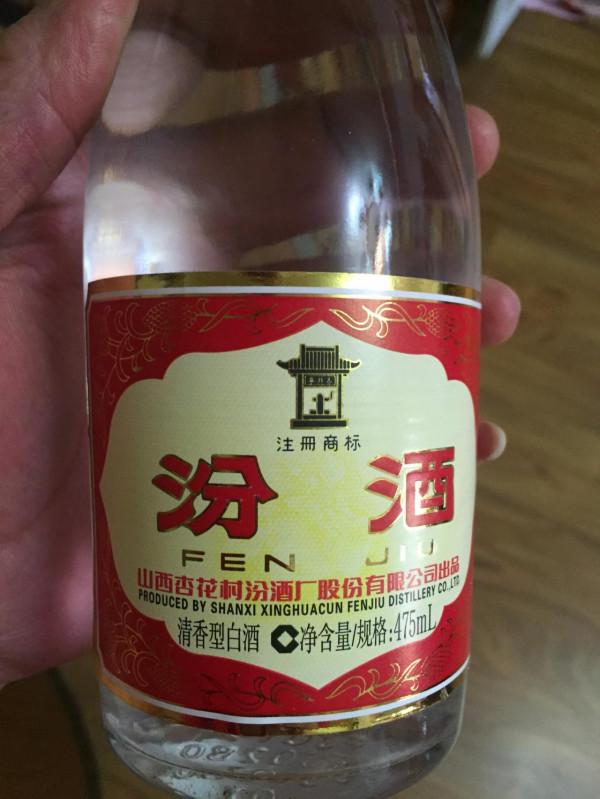 注册商标
汾酒
FEN JIU
山西杏花村汾酒厂股份有限公司出品
PRODUCED BY SHANXI XINGHUACUN FENJIU DISTILLERY CO.,LTD.
清香型白酒 净含量/规格:475mL